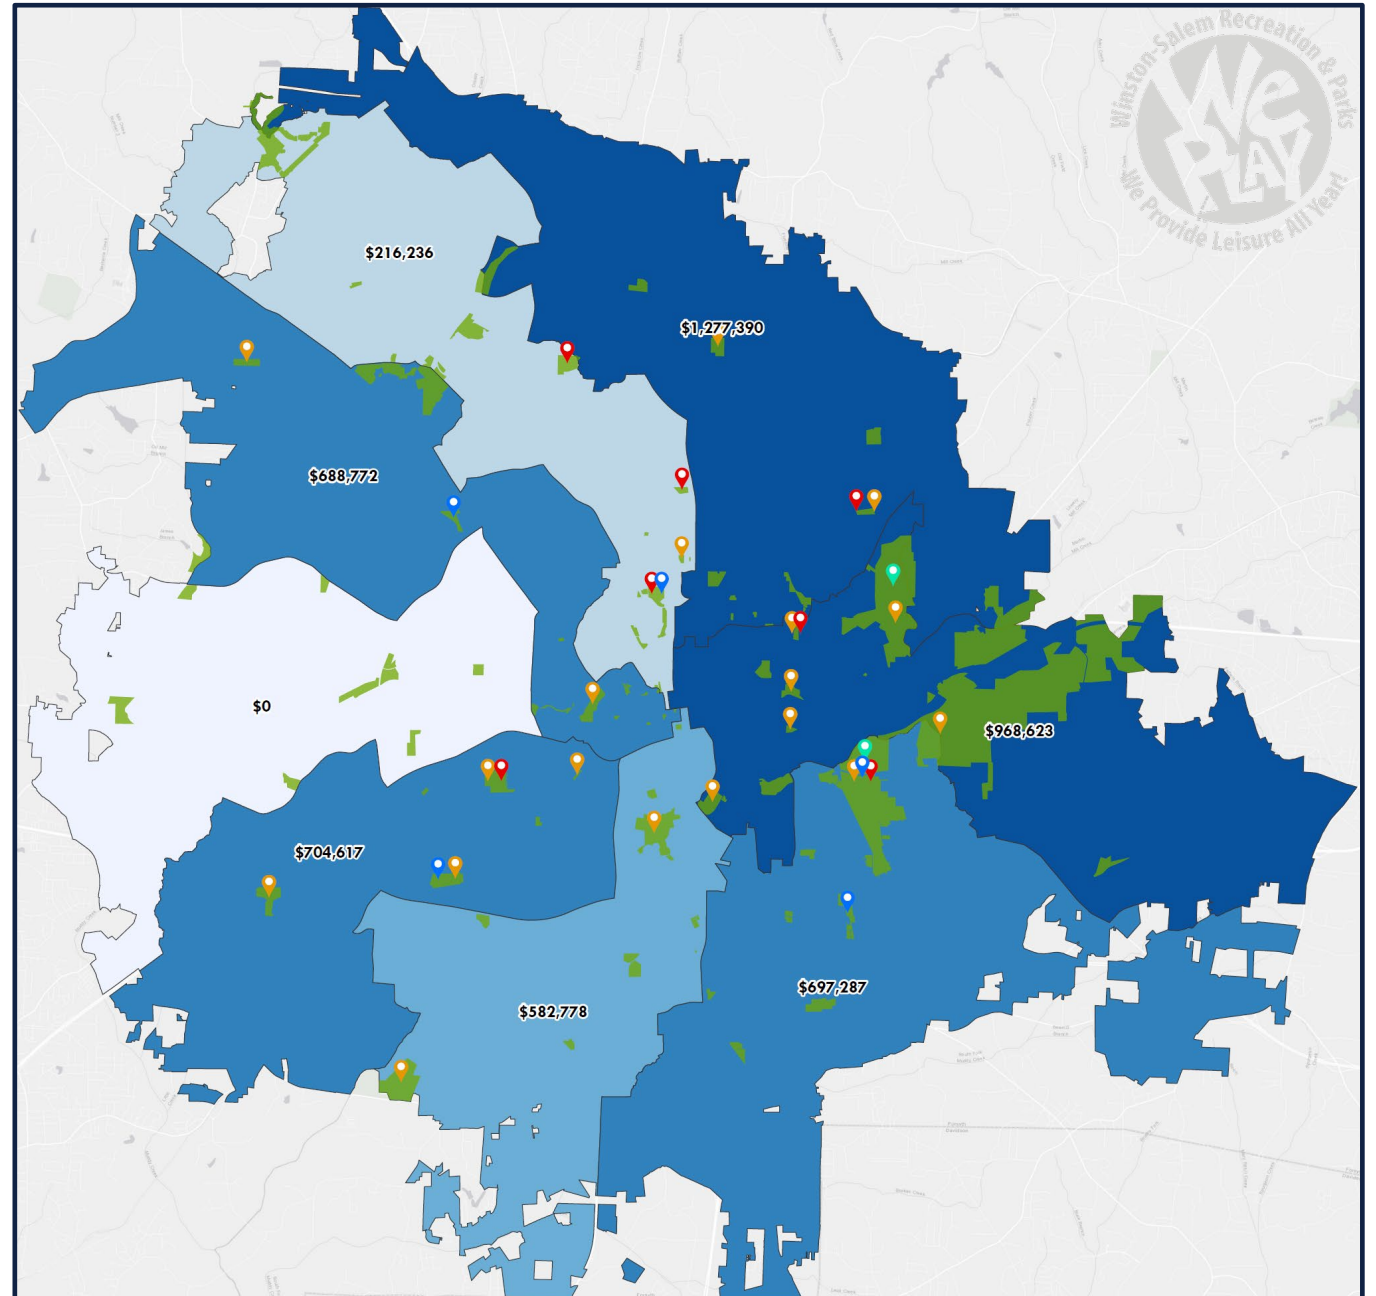 Winston-Salem Recreation & Parks
We
PLAY
We Provide Leisure All Year!
$216,236
$1,277,390
$688,772
$0
$968,623
$704,617
$697,287
$582,778